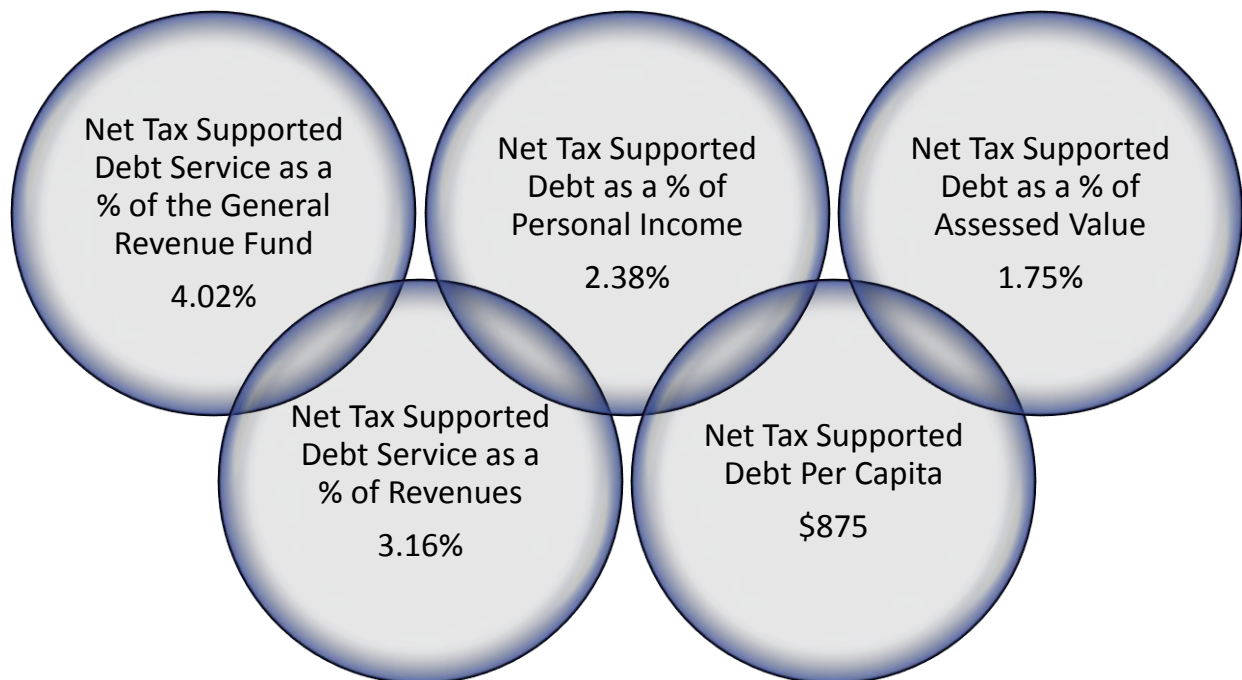 Net Tax Supported
Debt Service as a
% of the General
Revenue Fund
4.02%
Net Tax Supported
Debt Service as a
% of Revenues
3.16%
Net Tax Supported
Debt as a % of
Personal Income
2.38%
Net Tax Supported
Debt Per Capita
$875
Net Tax Supported
Debt as a % of
Assessed Value
1.75%